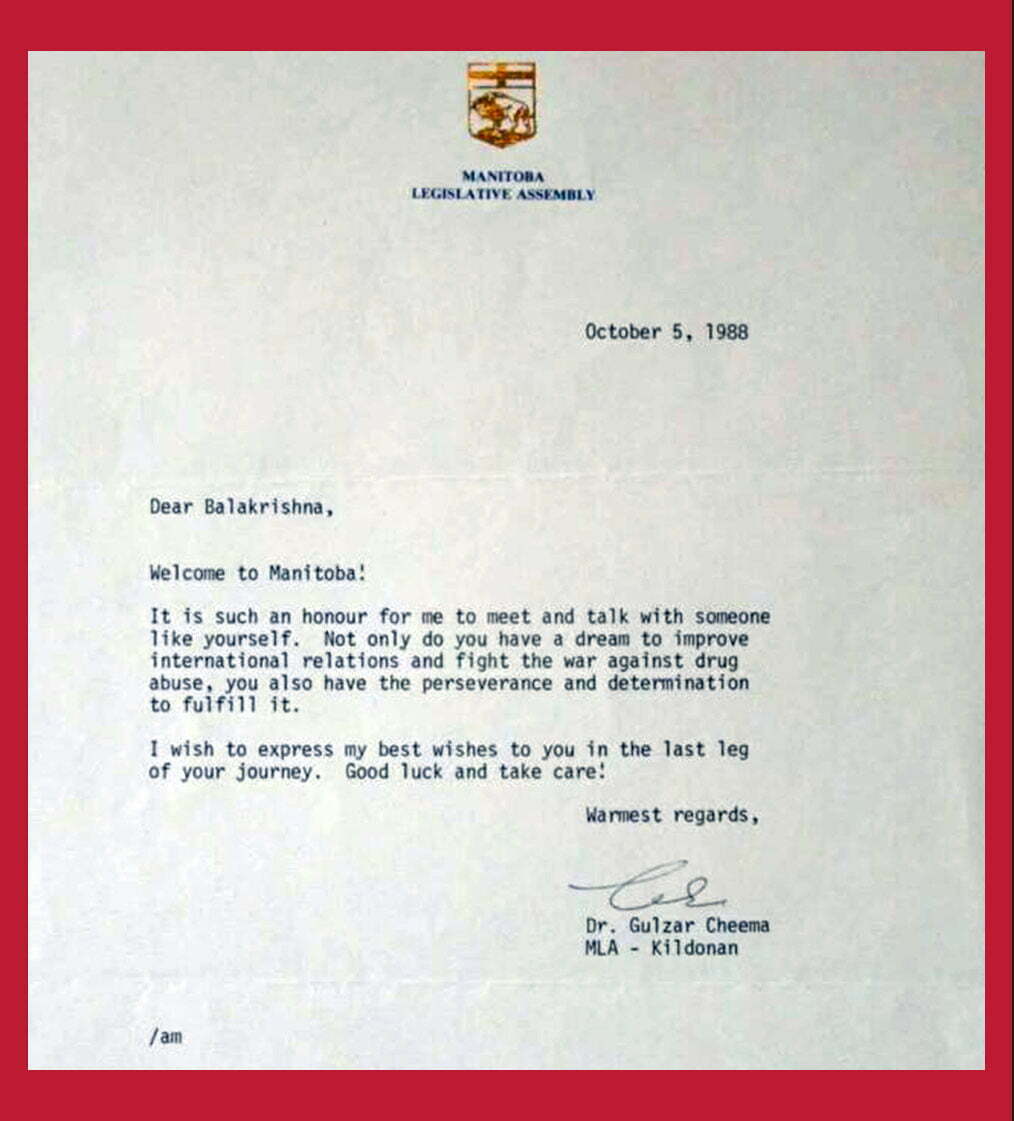 MANITOBA
LEGISLATIVE ASSEMBLY
October 5, 1988
Dear Balakrishna,
Welcome to Manitoba!
It is such an honour for me to meet and talk with someone
like yourself.  Not only do you have a dream to improve
international relations and fight the war against drug
abuse, you also have the perseverance and determination
to fulfill it.
I wish to express my best wishes to you in the last leg
of your journey.  Good luck and take care!
Warmest regards,
Dr. Gulzar Cheema
MLA - Kildonan
/am